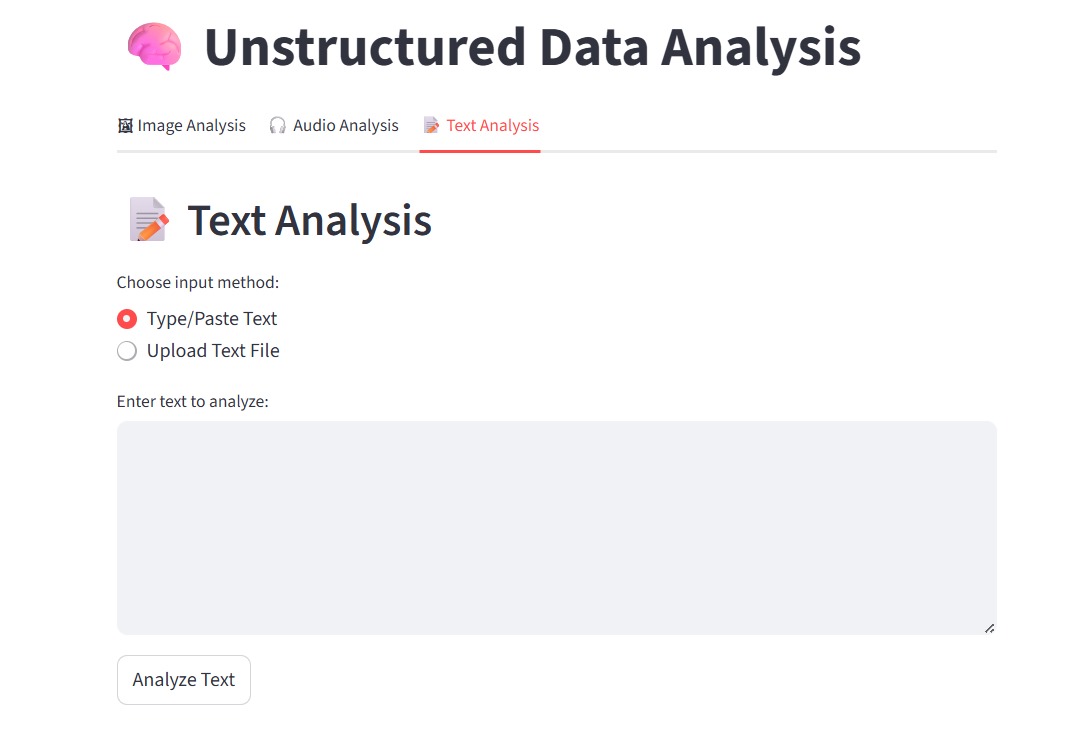 Unstructured Data Analysis
Image Analysis Audio Analysis Text Analysis
Text Analysis
Choose input method:
Type/Paste Text
Upload Text File
Enter text to analyze:
Analyze Text